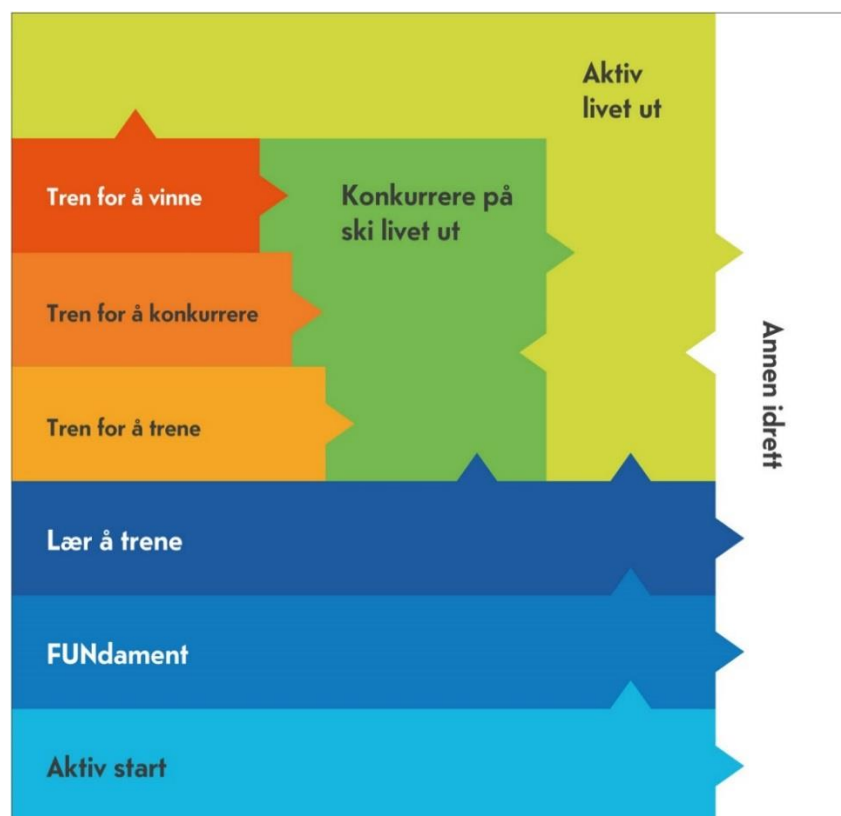 Aktiv
livet ut
Tren for å vinne
Konkurrere på
ski livet ut
Tren for å konkurrere
Tren for å trene
Annen idrett
Lær å trene
FUNdament
Aktiv start